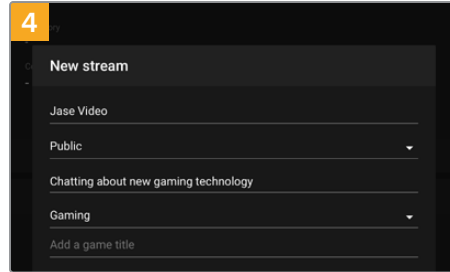 4
New stream
Jase Video
Public
Chatting about new gaming technology
Gaming
Add a game title